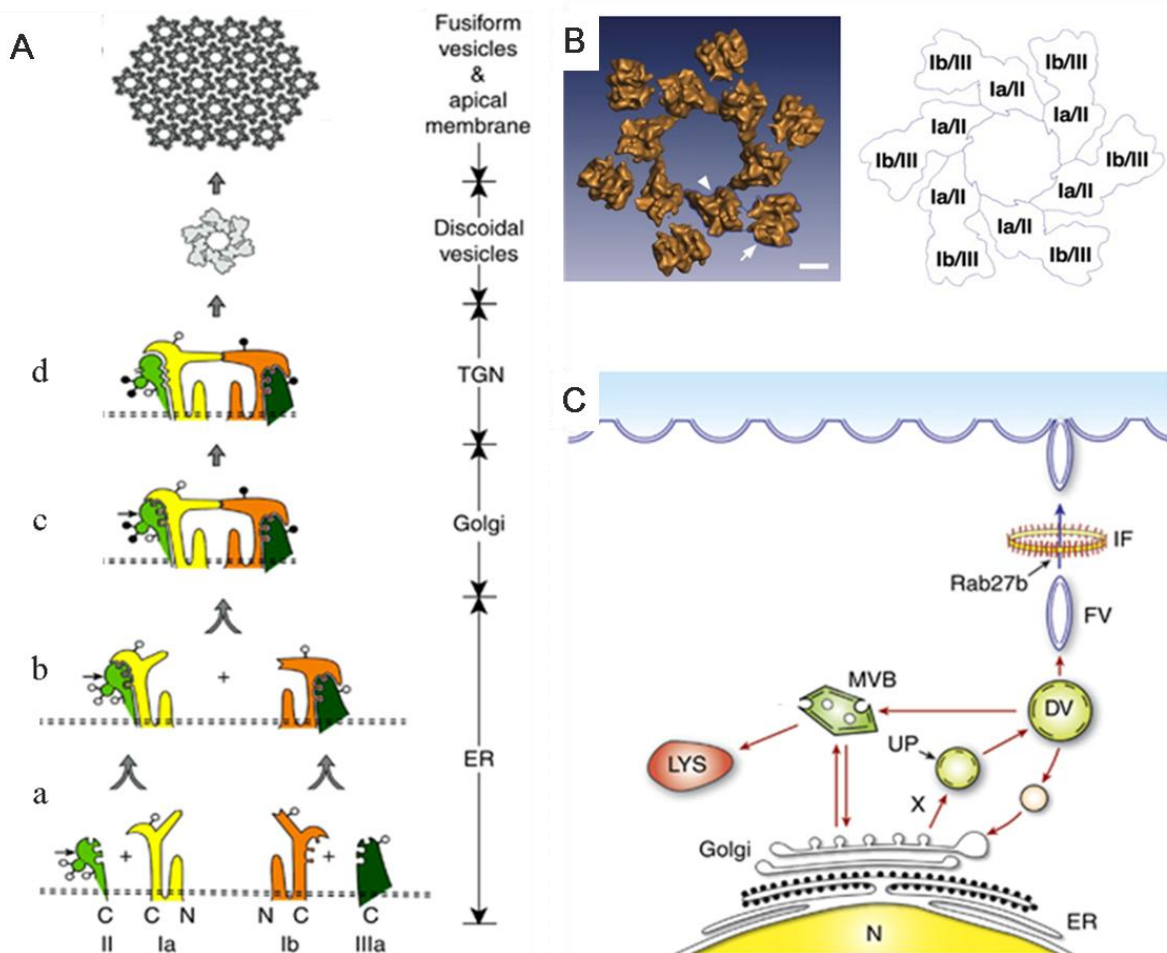 A
Fusiform
vesicles
&
apical
membrane
Discoidal
vesicles
d
TGN
c
Golgi
b
+
ER
a
+
+
C C N N C C
II Ia Ib IIIa
B
Ib/III Ib/III
Ia/II
Ia/II Ia/II
Ib/III Ib/III
Ia/II Ia/II
Ia/II
Ib/III Ib/III
C
IF
Rab27b
FV
MVB
DV
UP
LYS
X
Golgi
ER
N